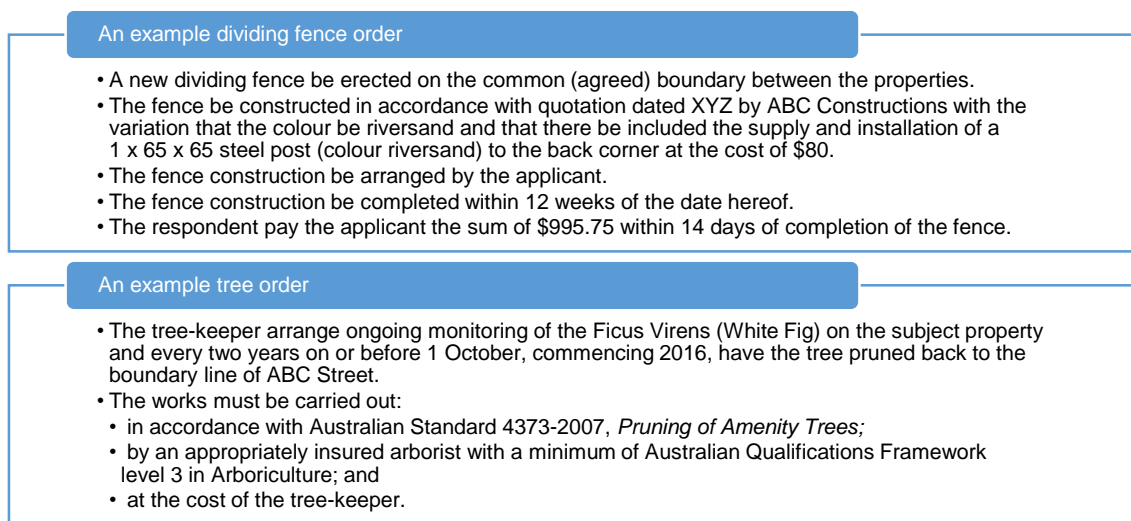 An example dividing fence order
• A new dividing fence be erected on the common (agreed) boundary between the properties.
• The fence be constructed in accordance with quotation dated XYZ by ABC Constructions with the
variation that the colour be riversand and that there be included the supply and installation of a
1 x 65 x 65 steel post (colour riversand) to the back corner at the cost of $80.
• The fence construction be arranged by the applicant.
• The fence construction be completed within 12 weeks of the date hereof.
• The respondent pay the applicant the sum of $995.75 within 14 days of completion of the fence.
An example tree order
• The tree-keeper arrange ongoing monitoring of the Ficus Virens (White Fig) on the subject property
and every two years on or before 1 October, commencing 2016, have the tree pruned back to the
boundary line of ABC Street.
• The works must be carried out:
• in accordance with Australian Standard 4373-2007, Pruning of Amenity Trees;
• by an appropriately insured arborist with a minimum of Australian Qualifications Framework
level 3 in Arboriculture; and
• at the cost of the tree-keeper.